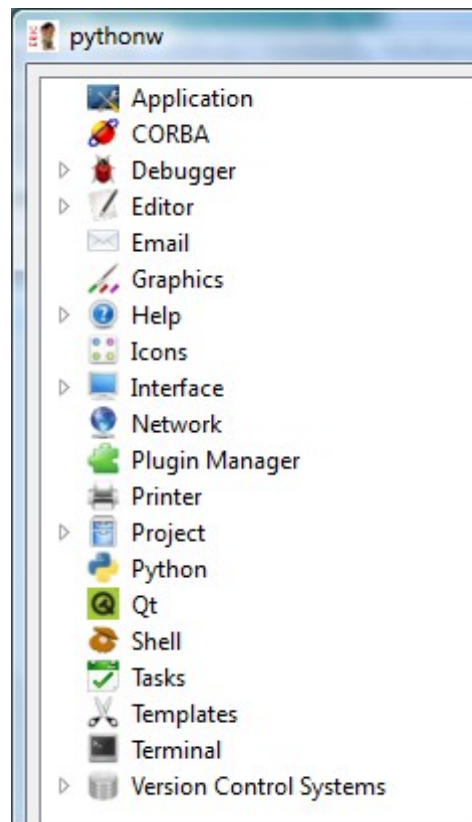 ERIC
pythonw
Application
CORBA
Debugger
Editor
Email
Graphics
Help
Icons
Interface
Network
Plugin Manager
Printer
Project
Python
Qt
Shell
Tasks
Templates
Terminal
Version Control Systems